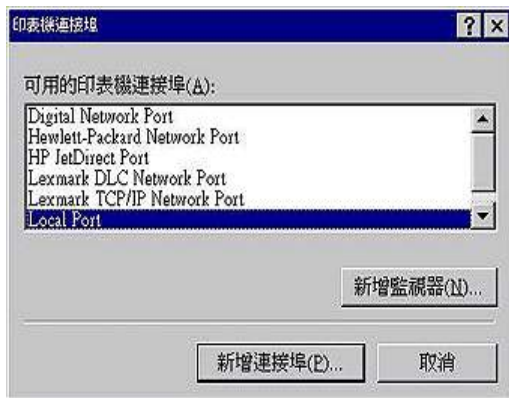 印表機連接埠
可用的印表機連接埠(A):
Digital Network Port
Hewlett-Packard Network Port
HP JetDirect Port
Lexmark DLC Network Port
Lexmark TCP/IP Network Port
Local Port
新增監視器(N)...
新增連接埠(P)...
取消